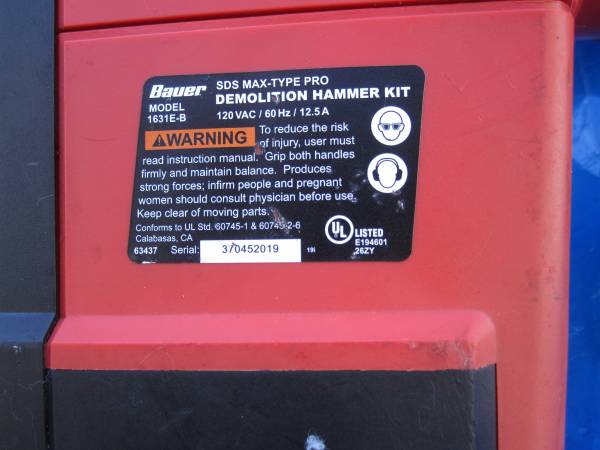 Bauer
SDS MAX-TYPE PRO
DEMOLITION HAMMER KIT
MODEL
1631E-B
120 VAC / 60 Hz / 12.5 A
WARNING To reduce the risk
of injury, user must
read instruction manual. Grip both handles
firmly and maintain balance. Produces
strong forces; infirm people and pregnant
women should consult physician before use.
Keep clear of moving parts.
Conforms to UL Std. 60745-1 & 60745-2-6
Calabasas, CA
63437 Serial: 370452019 19i
UL LISTED
E194601
26ZY